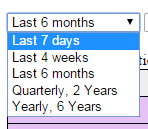 Last 6 months
Last 7 days
Last 4 weeks
Last 6 months
Quarterly, 2 Years
Yearly, 6 Years